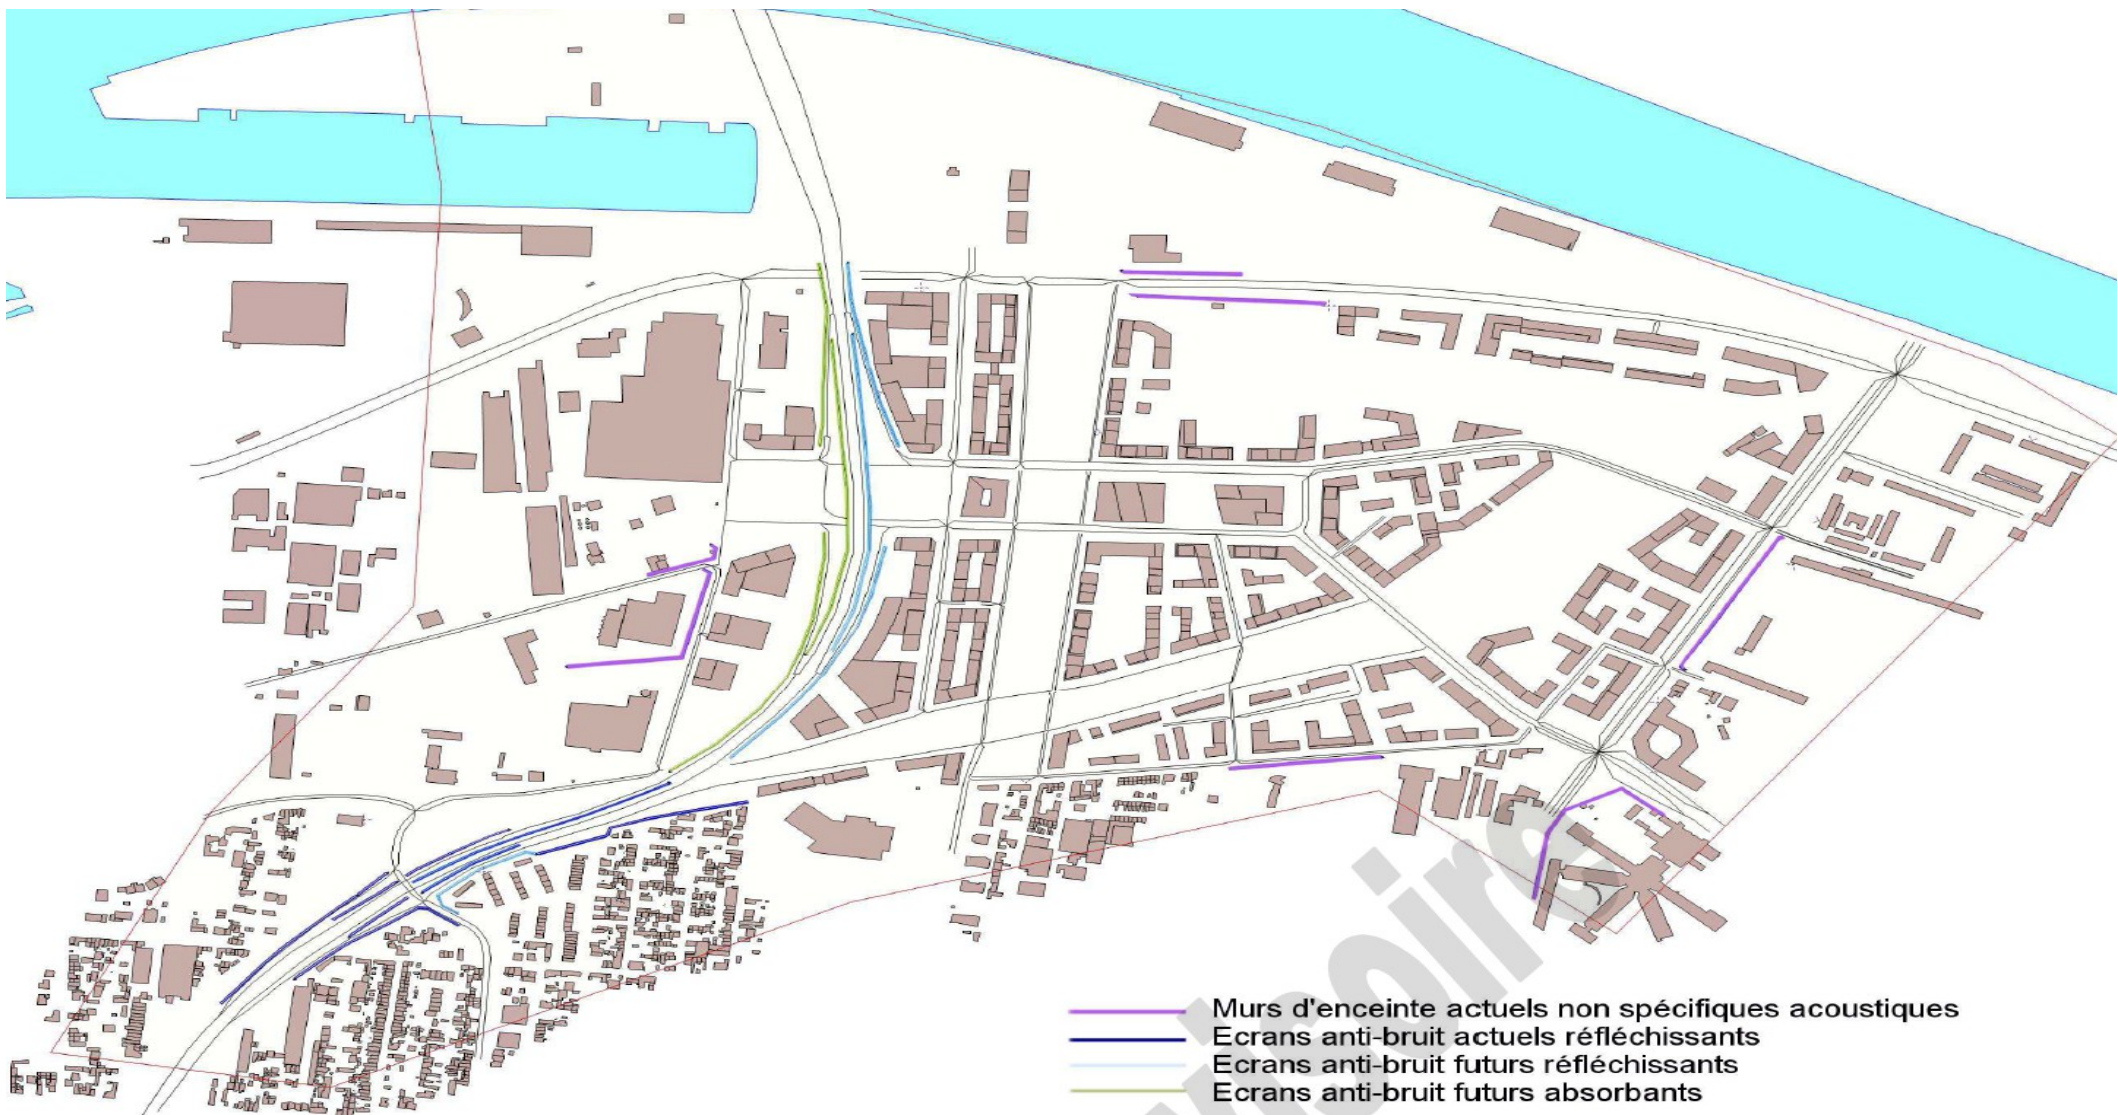 Murs d'enceinte actuels non spécifiques acoustiques
Ecrans anti-bruit actuels réfléchissants
Ecrans anti-bruit futurs réfléchissants
Ecrans anti-bruit futurs absorbants
visoire